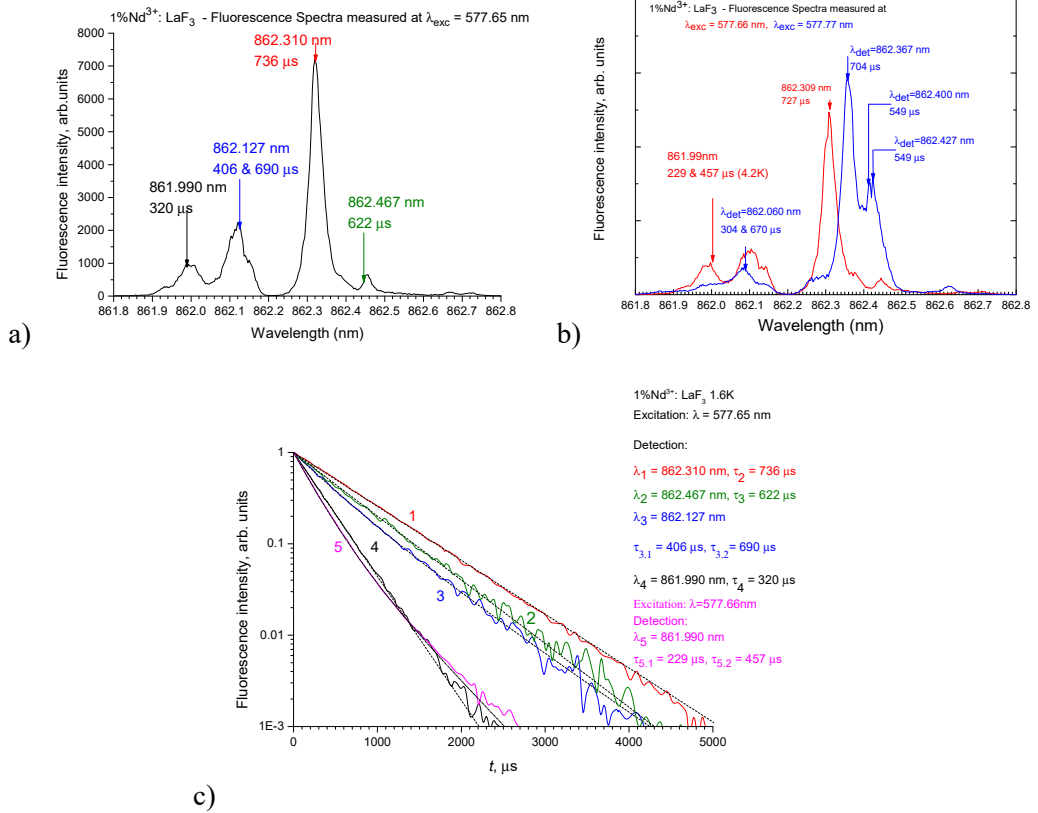 1%Nd3+: LaF3 - Fluorescence Spectra measured at λexc = 577.65 nm
Fluorescence intensity, arb.units
8000
7000
6000
5000
4000
3000
2000
1000
0
862.310 nm
736 μs
862.127 nm
406 & 690 μs
861.990 nm
320 μs
862.467 nm
622 μs
861.8 861.9 862.0 862.1 862.2 862.3 862.4 862.5 862.6 862.7 862.8
Wavelength (nm)
a)
1%Nd3+: LaF3 - Fluorescence Spectra measured at
λexc = 577.66 nm, λexc = 577.77 nm
Fluorescence intensity, arb. units
λdet=862.367 nm
704 μs
862.309 nm
727 μs
λdet=862.400 nm
549 μs
λdet=862.427 nm
549 μs
861.99nm
229 & 457 μs (4.2K)
λdet=862.060 nm
304 & 670 μs
861.8 861.9 862.0 862.1 862.2 862.3 862.4 862.5 862.6 862.7 862.8
Wavelength (nm)
b)
1%Nd3+: LaF3 1.6K
Excitation: λ = 577.65 nm
Detection:
λ1 = 862.310 nm, τ2 = 736 μs
λ2 = 862.467 nm, τ3 = 622 μs
λ3 = 862.127 nm
τ3.1 = 406 μs, τ3.2 = 690 μs
λ4 = 861.990 nm, τ4 = 320 μs
Excitation: λ=577.66nm
Detection:
λ5 = 861.990 nm
τ5.1 = 229 μs, τ5.2 = 457 μs
Fluorescence intensity, arb. units
1
0.1
0.01
1E-3
1
5
4
3
2
0 1000 2000 3000 4000 5000
t, μs
c)